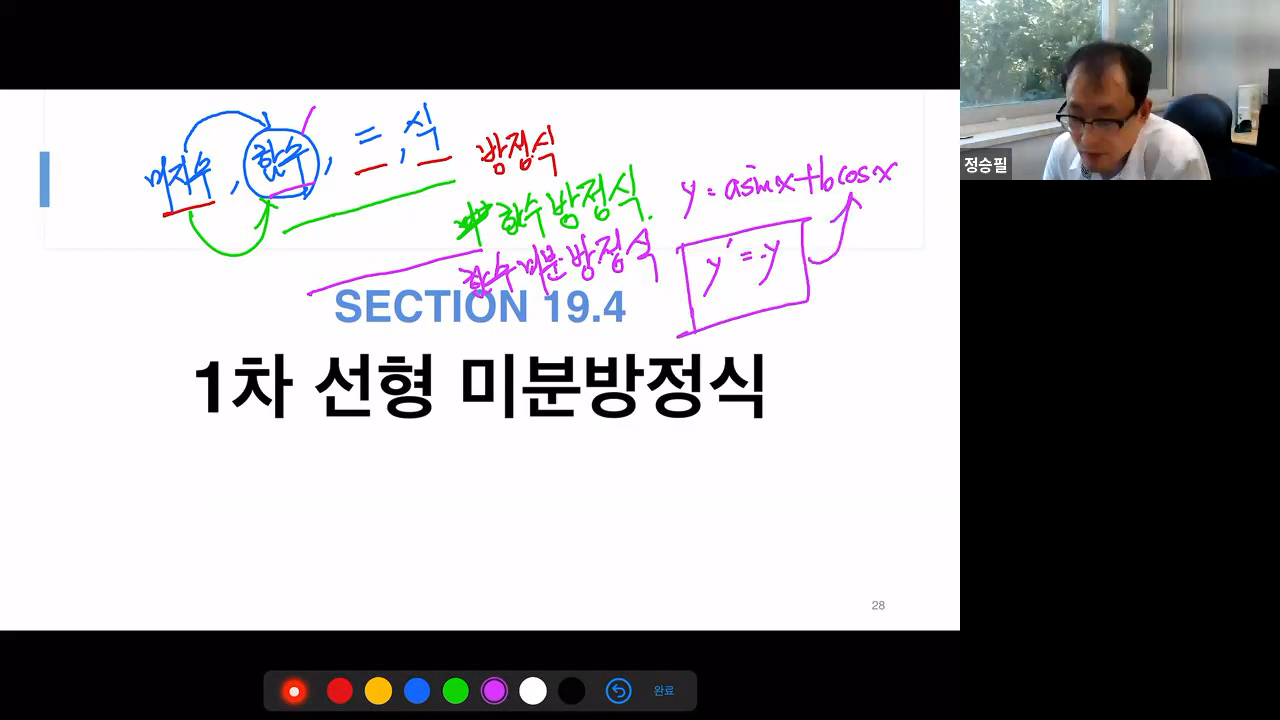 미지수, 함수, =, 식 방정식
함수방정식.
함수미분방정식
y = asinx+bcosx
y' = -y
SECTION 19.4
1차 선형 미분방정식
28
정승필
완료